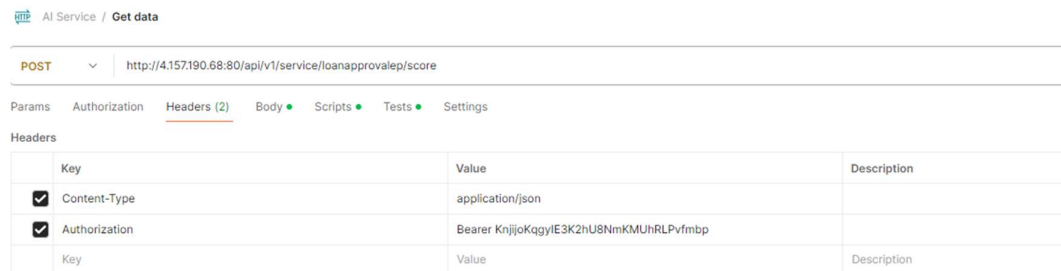 HTTP AI Service / Get data
POST http://4.157.190.68:80/api/v1/service/loanapprovalep/score
Params Authorization Headers (2) Body Scripts Tests Settings
Headers
Key Value Description
Content-Type application/json
Authorization Bearer KnjijoKqgylE3K2hU8NmKMUhRLPvfmbp
Key Value Description